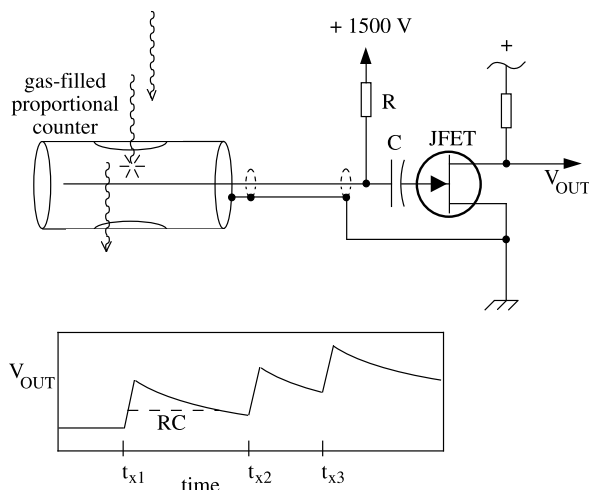 + 1500 V
+
gas-filled
proportional
counter
R
C
JFET
VOUT
VOUT
RC
tx1
tx2
tx3
time